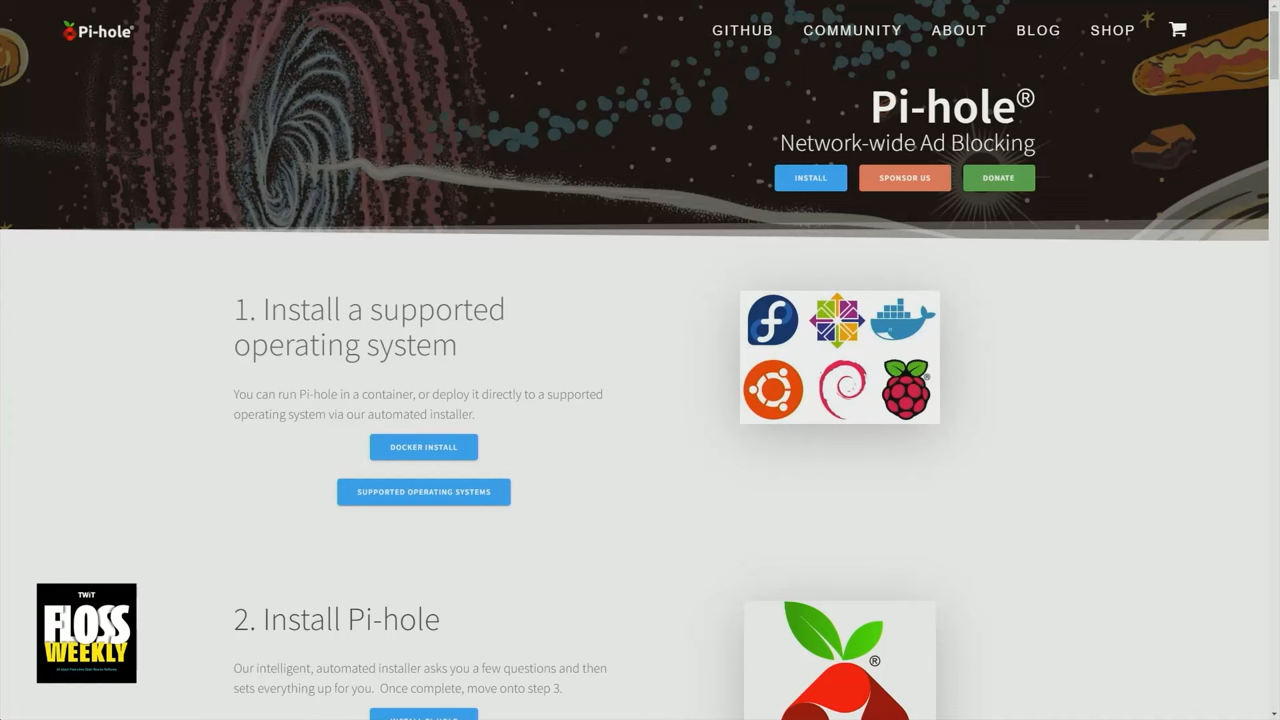 Pi-hole®
GITHUB
COMMUNITY
ABOUT
BLOG
SHOP
Pi-hole®
Network-wide Ad Blocking
INSTALL
SPONSOR US
DONATE
1. Install a supported
operating system
You can run Pi-hole in a container, or deploy it directly to a supported
operating system via our automated installer.
DOCKER INSTALL
SUPPORTED OPERATING SYSTEMS
®
TWiT
FLOSS
WEEKLY
2. Install Pi-hole
®
Our intelligent, automated installer asks you a few questions and then
sets everything up for you. Once complete, move onto step 3.
INSTALL PI-HOLE